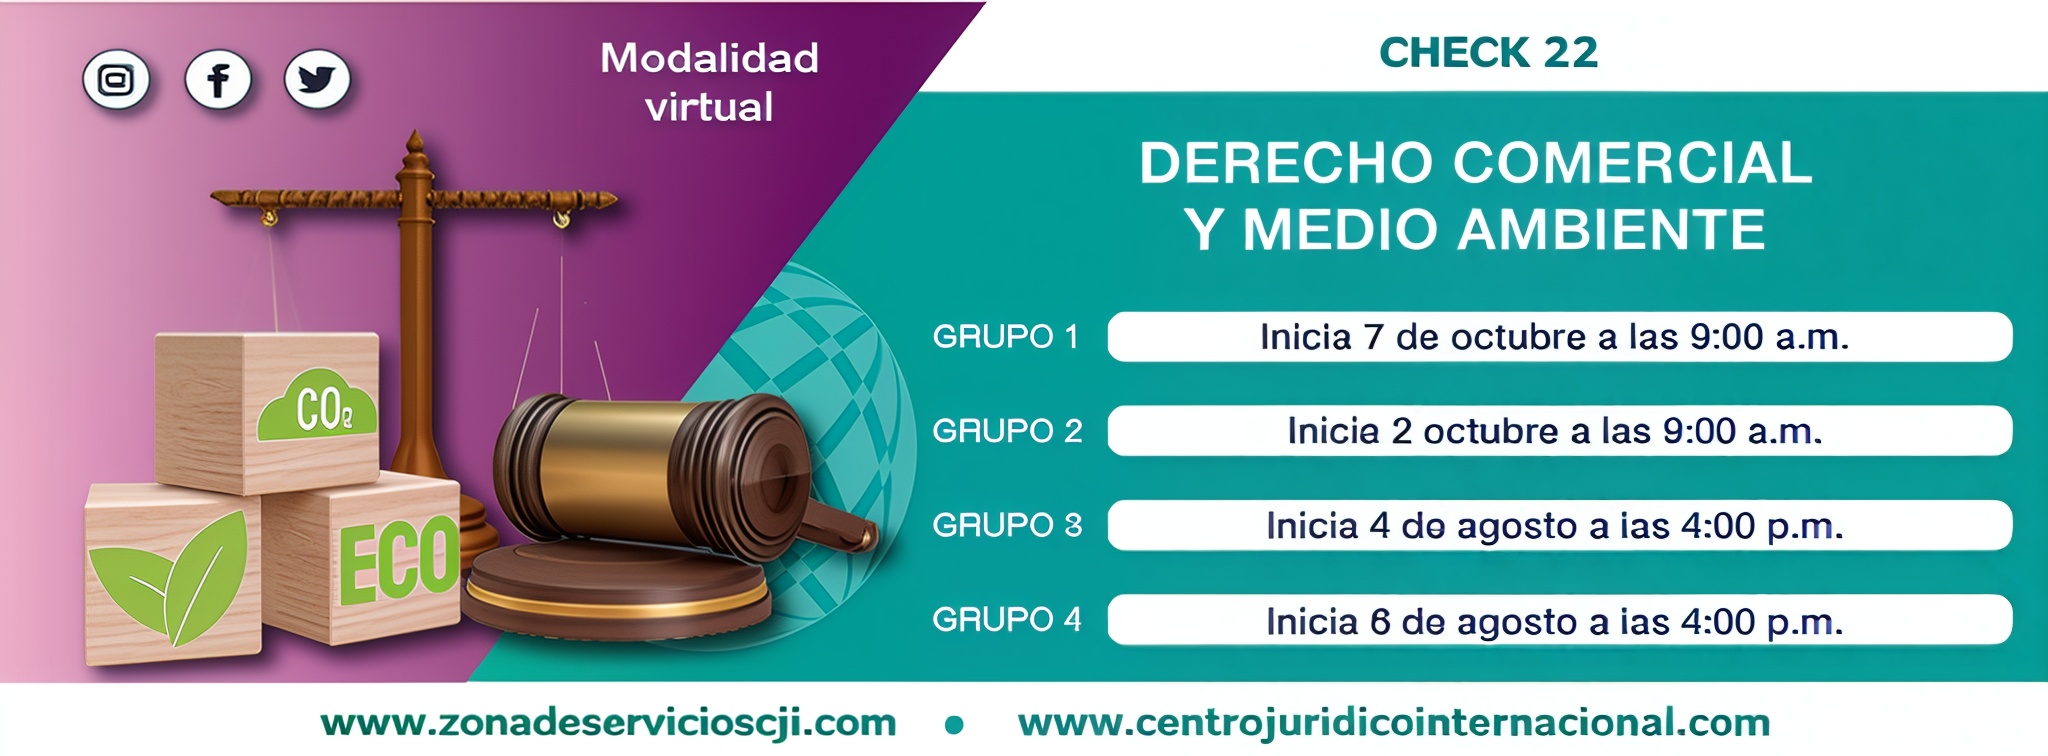 Modalidad
virtual
CHECK 22
DERECHO COMERCIAL
Y MEDIO AMBIENTE
GRUPO 1 Inicia 7 de octubre a las 9:00 a.m.
GRUPO 2 Inicia 2 octubre a las 9:00 a.m.
GRUPO 3 Inicia 4 de agosto a ias 4:00 p.m.
GRUPO 4 Inicia 6 de agosto a ias 4:00 p.m.
CO₂
ECO
www.zonadeservicioscji.com • www.centrojuridicointernacional.com